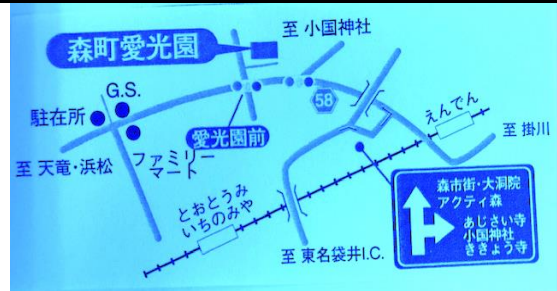 森町愛光園
至 小国神社
G.S.
駐在所
58
愛光園前
えんでん
至 掛川
至 天竜・浜松
ファミリー
マート
とおとうみ
いちのみや
至 東名袋井I.C.
森市街・大洞院
アクティ森
あじさい寺
小国神社
ききょう寺